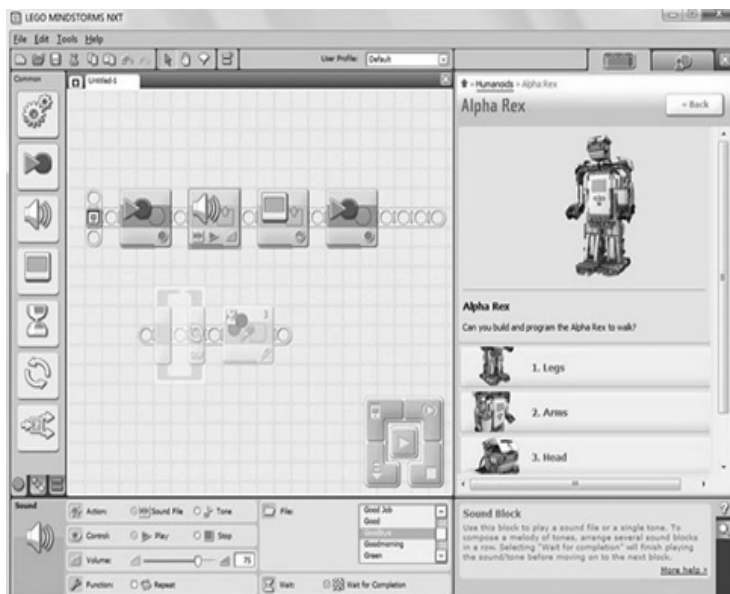 LEGO MINDSTORMS NXT
File Edit Tools Help
User Profile: Default
Common
Untitled-1
» Humanoids » Alpha Rex
Alpha Rex
« Back
Alpha Rex
Can you build and program the Alpha Rex to walk?
1. Legs
2. Arms
3. Head
3
Sound
Action: Sound File Tone
Control: Play Stop
Volume: 75
Function: Repeat
File:
Good Job
Good
Goodmorning
Green
Wait: Wait for Completion
Sound Block
Use this block to play a sound file or a single tone. To
compose a melody of tones, arrange several sound blocks
in a row. Selecting "Wait for completion" will finish playing
the sound/tone before moving on to the next block.
More help »
?